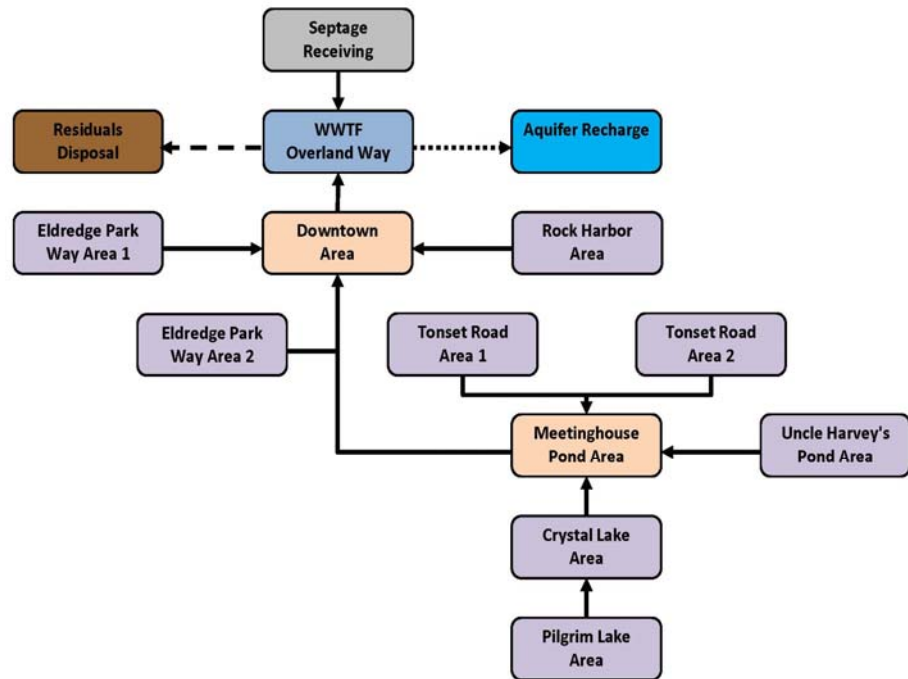 Septage
Receiving
Residuals
Disposal
WWTF
Overland Way
Aquifer Recharge
Eldredge Park
Way Area 1
Downtown
Area
Rock Harbor
Area
Eldredge Park
Way Area 2
Tonset Road
Area 1
Tonset Road
Area 2
Meetinghouse
Pond Area
Uncle Harvey's
Pond Area
Crystal Lake
Area
Pilgrim Lake
Area